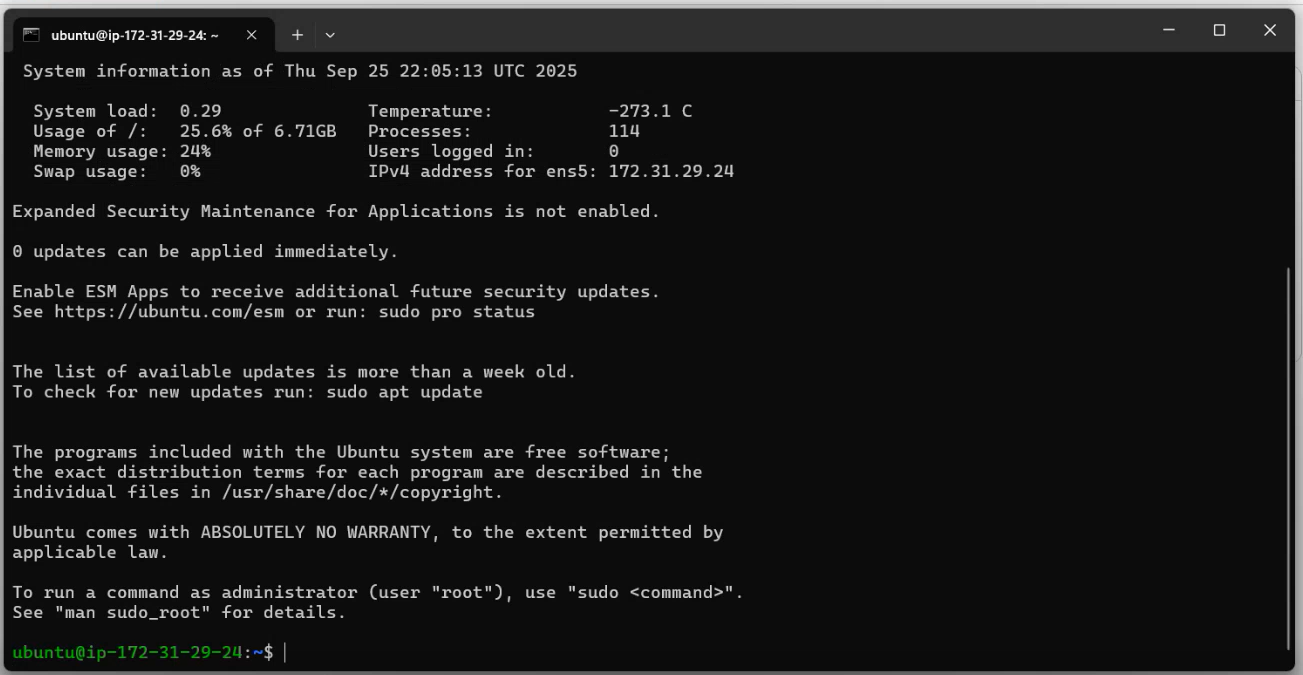 ubuntu@ip-172-31-29-24: ~
System information as of Thu Sep 25 22:05:13 UTC 2025
System load: 0.29 Temperature: -273.1 C
Usage of /: 25.6% of 6.71GB Processes: 114
Memory usage: 24% Users logged in: 0
Swap usage: 0% IPv4 address for ens5: 172.31.29.24
Expanded Security Maintenance for Applications is not enabled.
0 updates can be applied immediately.
Enable ESM Apps to receive additional future security updates.
See https://ubuntu.com/esm or run: sudo pro status
The list of available updates is more than a week old.
To check for new updates run: sudo apt update
The programs included with the Ubuntu system are free software;
the exact distribution terms for each program are described in the
individual files in /usr/share/doc/*/copyright.
Ubuntu comes with ABSOLUTELY NO WARRANTY, to the extent permitted by
applicable law.
To run a command as administrator (user "root"), use "sudo <command>".
See "man sudo_root" for details.
ubuntu@ip-172-31-29-24:~$